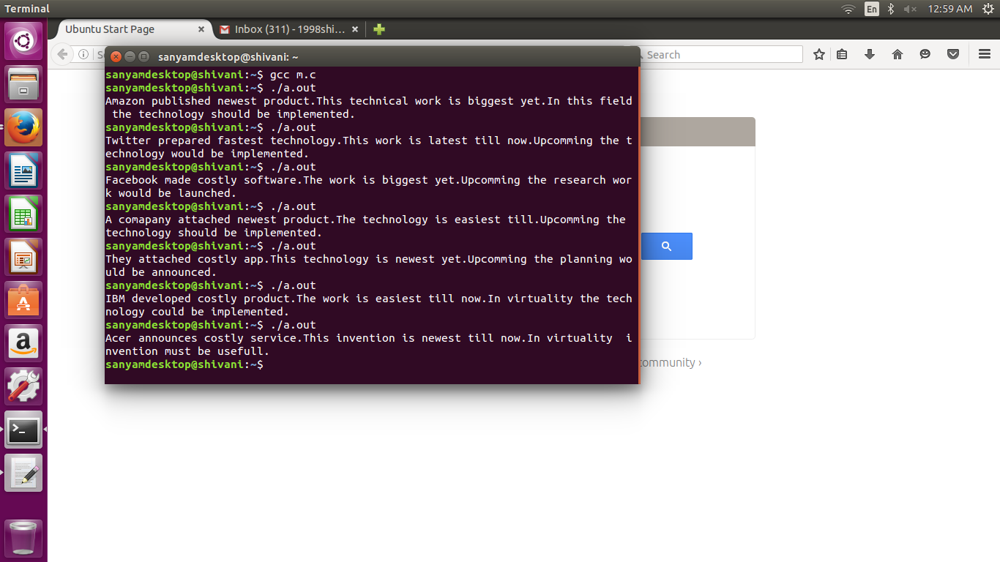 Terminal
En
12:59 AM
Ubuntu Start Page
Inbox (311) - 1998shi...
Search
sanyamdesktop@shivani: ~
sanyamdesktop@shivani:~$ gcc m.c
sanyamdesktop@shivani:~$ ./a.out
Amazon published newest product.This technical work is biggest yet.In this field
 the technology should be implemented.
sanyamdesktop@shivani:~$ ./a.out
Twitter prepared fastest technology.This work is latest till now.Upcomming the t
echnology would be implemented.
sanyamdesktop@shivani:~$ ./a.out
Facebook made costly software.The work is biggest yet.Upcomming the research wor
k would be launched.
sanyamdesktop@shivani:~$ ./a.out
A comapany attached newest product.The technology is easiest till.Upcomming the
technology should be implemented.
sanyamdesktop@shivani:~$ ./a.out
They attached costly app.This technology is newest yet.Upcomming the planning wo
uld be announced.
sanyamdesktop@shivani:~$ ./a.out
IBM developed costly product.The work is easiest till now.In virtuality the tech
nology could be implemented.
sanyamdesktop@shivani:~$ ./a.out
Acer announces costly service.This invention is newest till now.In virtuality  i
nvention must be usefull.
sanyamdesktop@shivani:~$
community ›